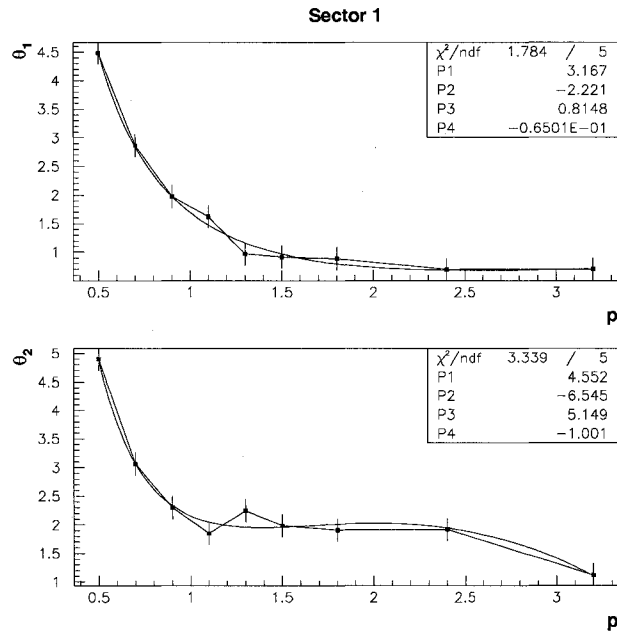 Sector 1
θ1
χ²/ndf 1.784 / 5
P1 3.167
P2 -2.221
P3 0.8148
P4 -0.6501E-01
4.5
4
3.5
3
2.5
2
1.5
1
0.5 1 1.5 2 2.5 3
p
θ2
χ²/ndf 3.339 / 5
P1 4.552
P2 -6.545
P3 5.149
P4 -1.001
5
4.5
4
3.5
3
2.5
2
1.5
1
0.5 1 1.5 2 2.5 3
p